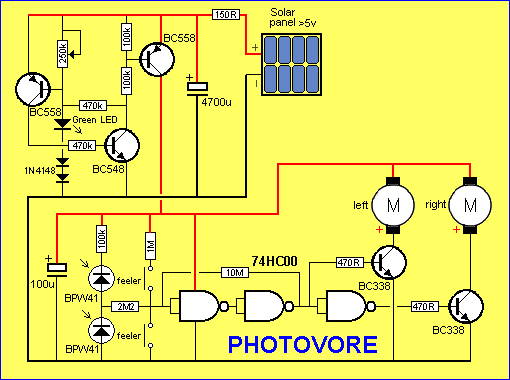 Solar
panel >5v
150R
+
–
250k
100k
BC558
100k
+
4700u
BC558
470k
Green LED
470k
BC548
1N4148
left
M
+
right
M
+
100k
1M
feeler
74HC00
10M
470R
BC338
+
100u
BPW41
2M2
470R
BC338
feeler
BPW41
PHOTOVORE